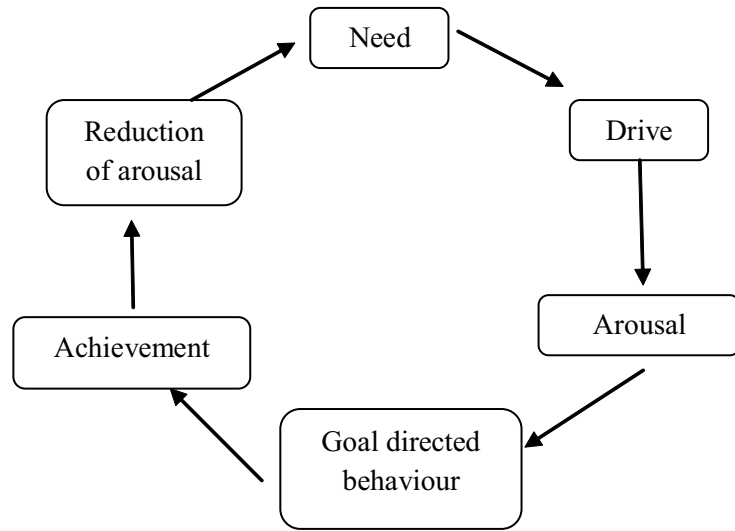 Need
Drive
Arousal
Goal directed
behaviour
Achievement
Reduction
of arousal